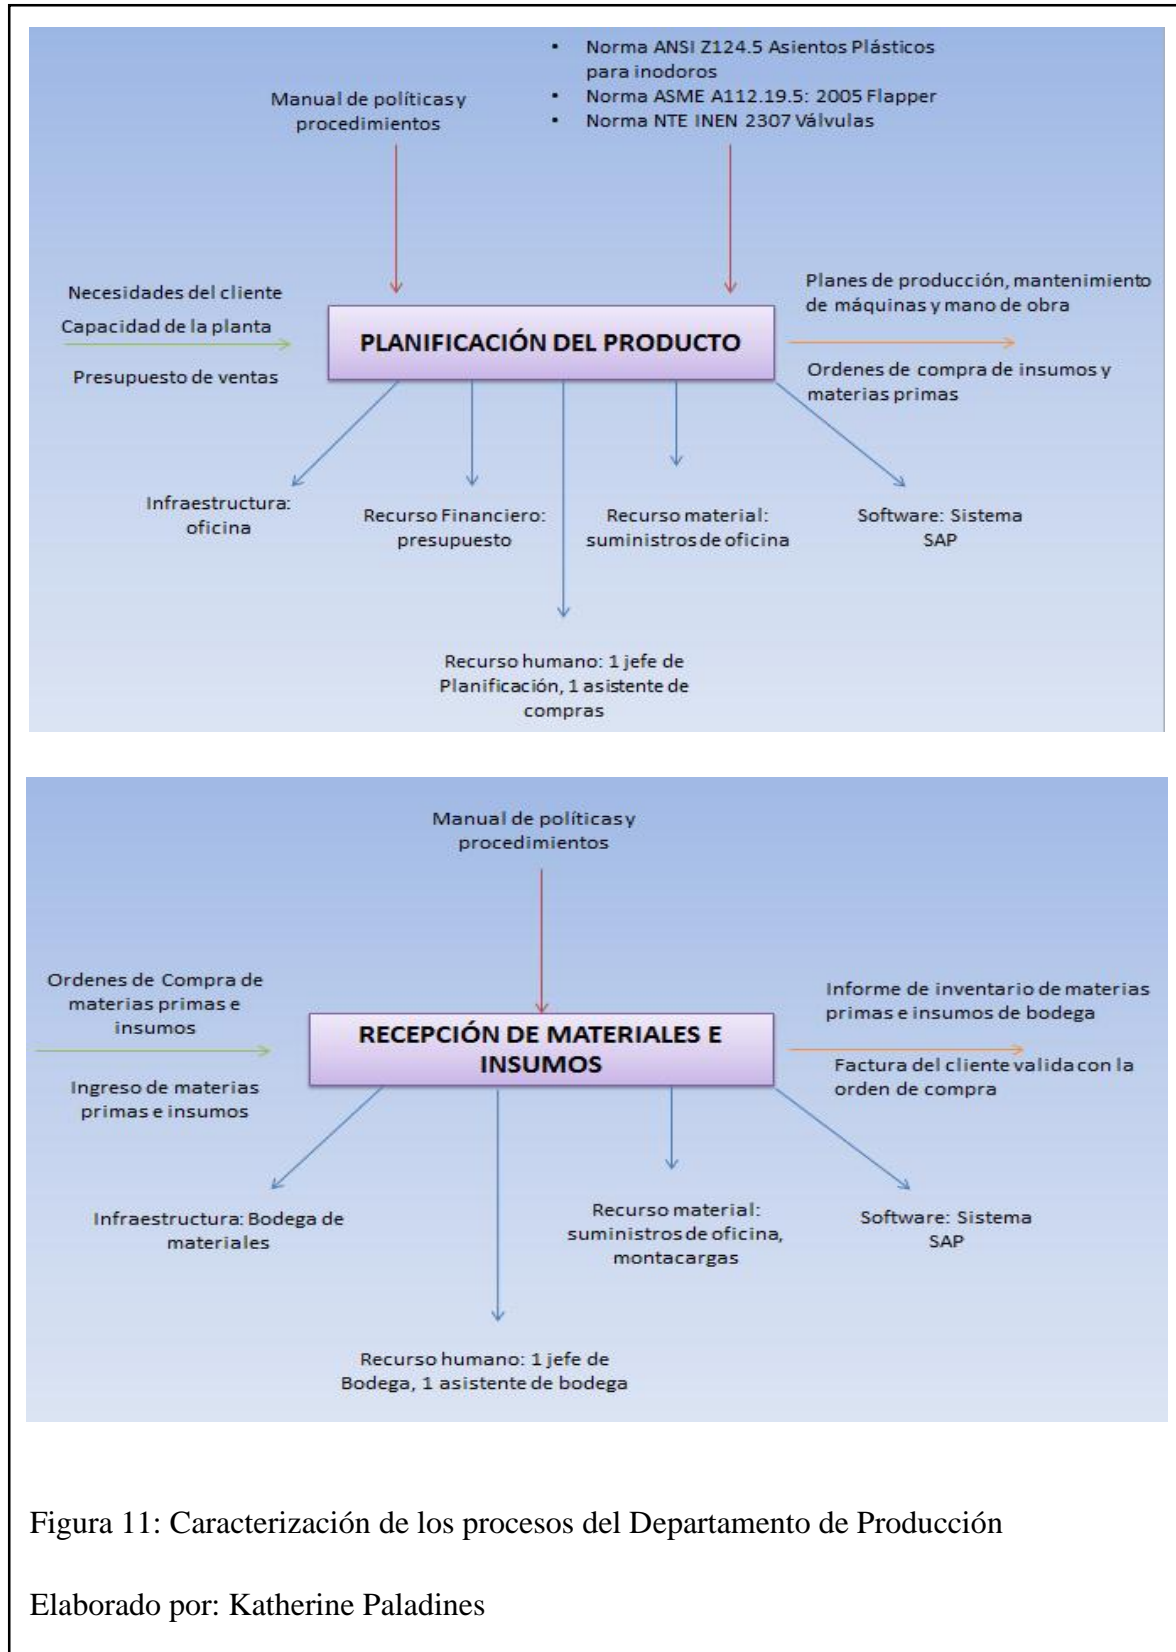 • Norma ANSI Z124.5 Asientos Plásticos
para inodoros
• Norma ASME A112.19.5: 2005 Flapper
• Norma NTE INEN 2307 Válvulas
Manual de políticas y
procedimientos
Necesidades del cliente
Capacidad de la planta
Presupuesto de ventas
PLANIFICACIÓN DEL PRODUCTO
Planes de producción, mantenimiento
de máquinas y mano de obra
Ordenes de compra de insumos y
materias primas
Infraestructura:
oficina
Recurso Financiero:
presupuesto
Recurso material:
suministros de oficina
Software: Sistema
SAP
Recurso humano: 1 jefe de
Planificación, 1 asistente de
compras
Manual de políticas y
procedimientos
Ordenes de Compra de
materias primas e
insumos
Ingreso de materias
primas e insumos
RECEPCIÓN DE MATERIALES E
INSUMOS
Informe de inventario de materias
primas e insumos de bodega
Factura del cliente valida con la
orden de compra
Infraestructura: Bodega de
materiales
Recurso material:
suministros de oficina,
montacargas
Software: Sistema
SAP
Recurso humano: 1 jefe de
Bodega, 1 asistente de bodega
Figura 11: Caracterización de los procesos del Departamento de Producción
Elaborado por: Katherine Paladines